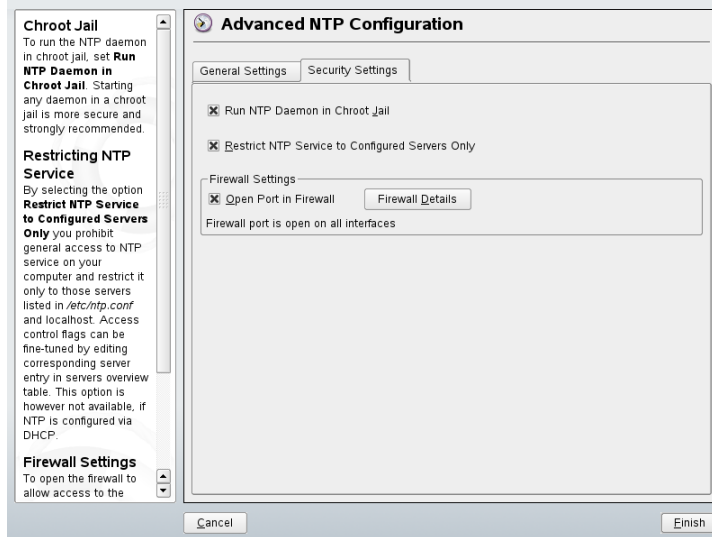 Chroot Jail
To run the NTP daemon
in chroot jail, set Run
NTP Daemon in
Chroot Jail. Starting
any daemon in a chroot
jail is more secure and
strongly recommended.
Restricting NTP
Service
By selecting the option
Restrict NTP Service
to Configured Servers
Only you prohibit
general access to NTP
service on your
computer and restrict it
only to those servers
listed in /etc/ntp.conf
and localhost. Access
control flags can be
fine-tuned by editing
corresponding server
entry in servers overview
table. This option is
however not available, if
NTP is configured via
DHCP.
Firewall Settings
To open the firewall to
allow access to the
Advanced NTP Configuration
General Settings
Security Settings
Run NTP Daemon in Chroot Jail
Restrict NTP Service to Configured Servers Only
Firewall Settings
Open Port in Firewall
Firewall Details
Firewall port is open on all interfaces
Cancel
Finish